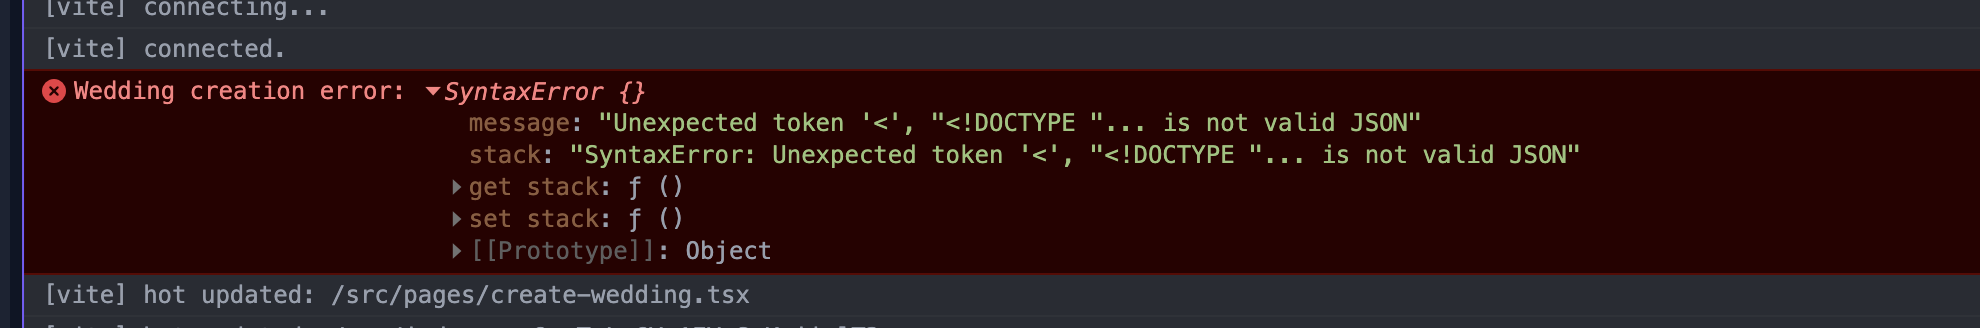 [vite] connecting...
[vite] connected.
Wedding creation error: ▼SyntaxError {}
message: "Unexpected token '<', "<!DOCTYPE "... is not valid JSON"
stack: "SyntaxError: Unexpected token '<', "<!DOCTYPE "... is not valid JSON"
▶get stack: ƒ ()
▶set stack: ƒ ()
▶[[Prototype]]: Object
[vite] hot updated: /src/pages/create-wedding.tsx